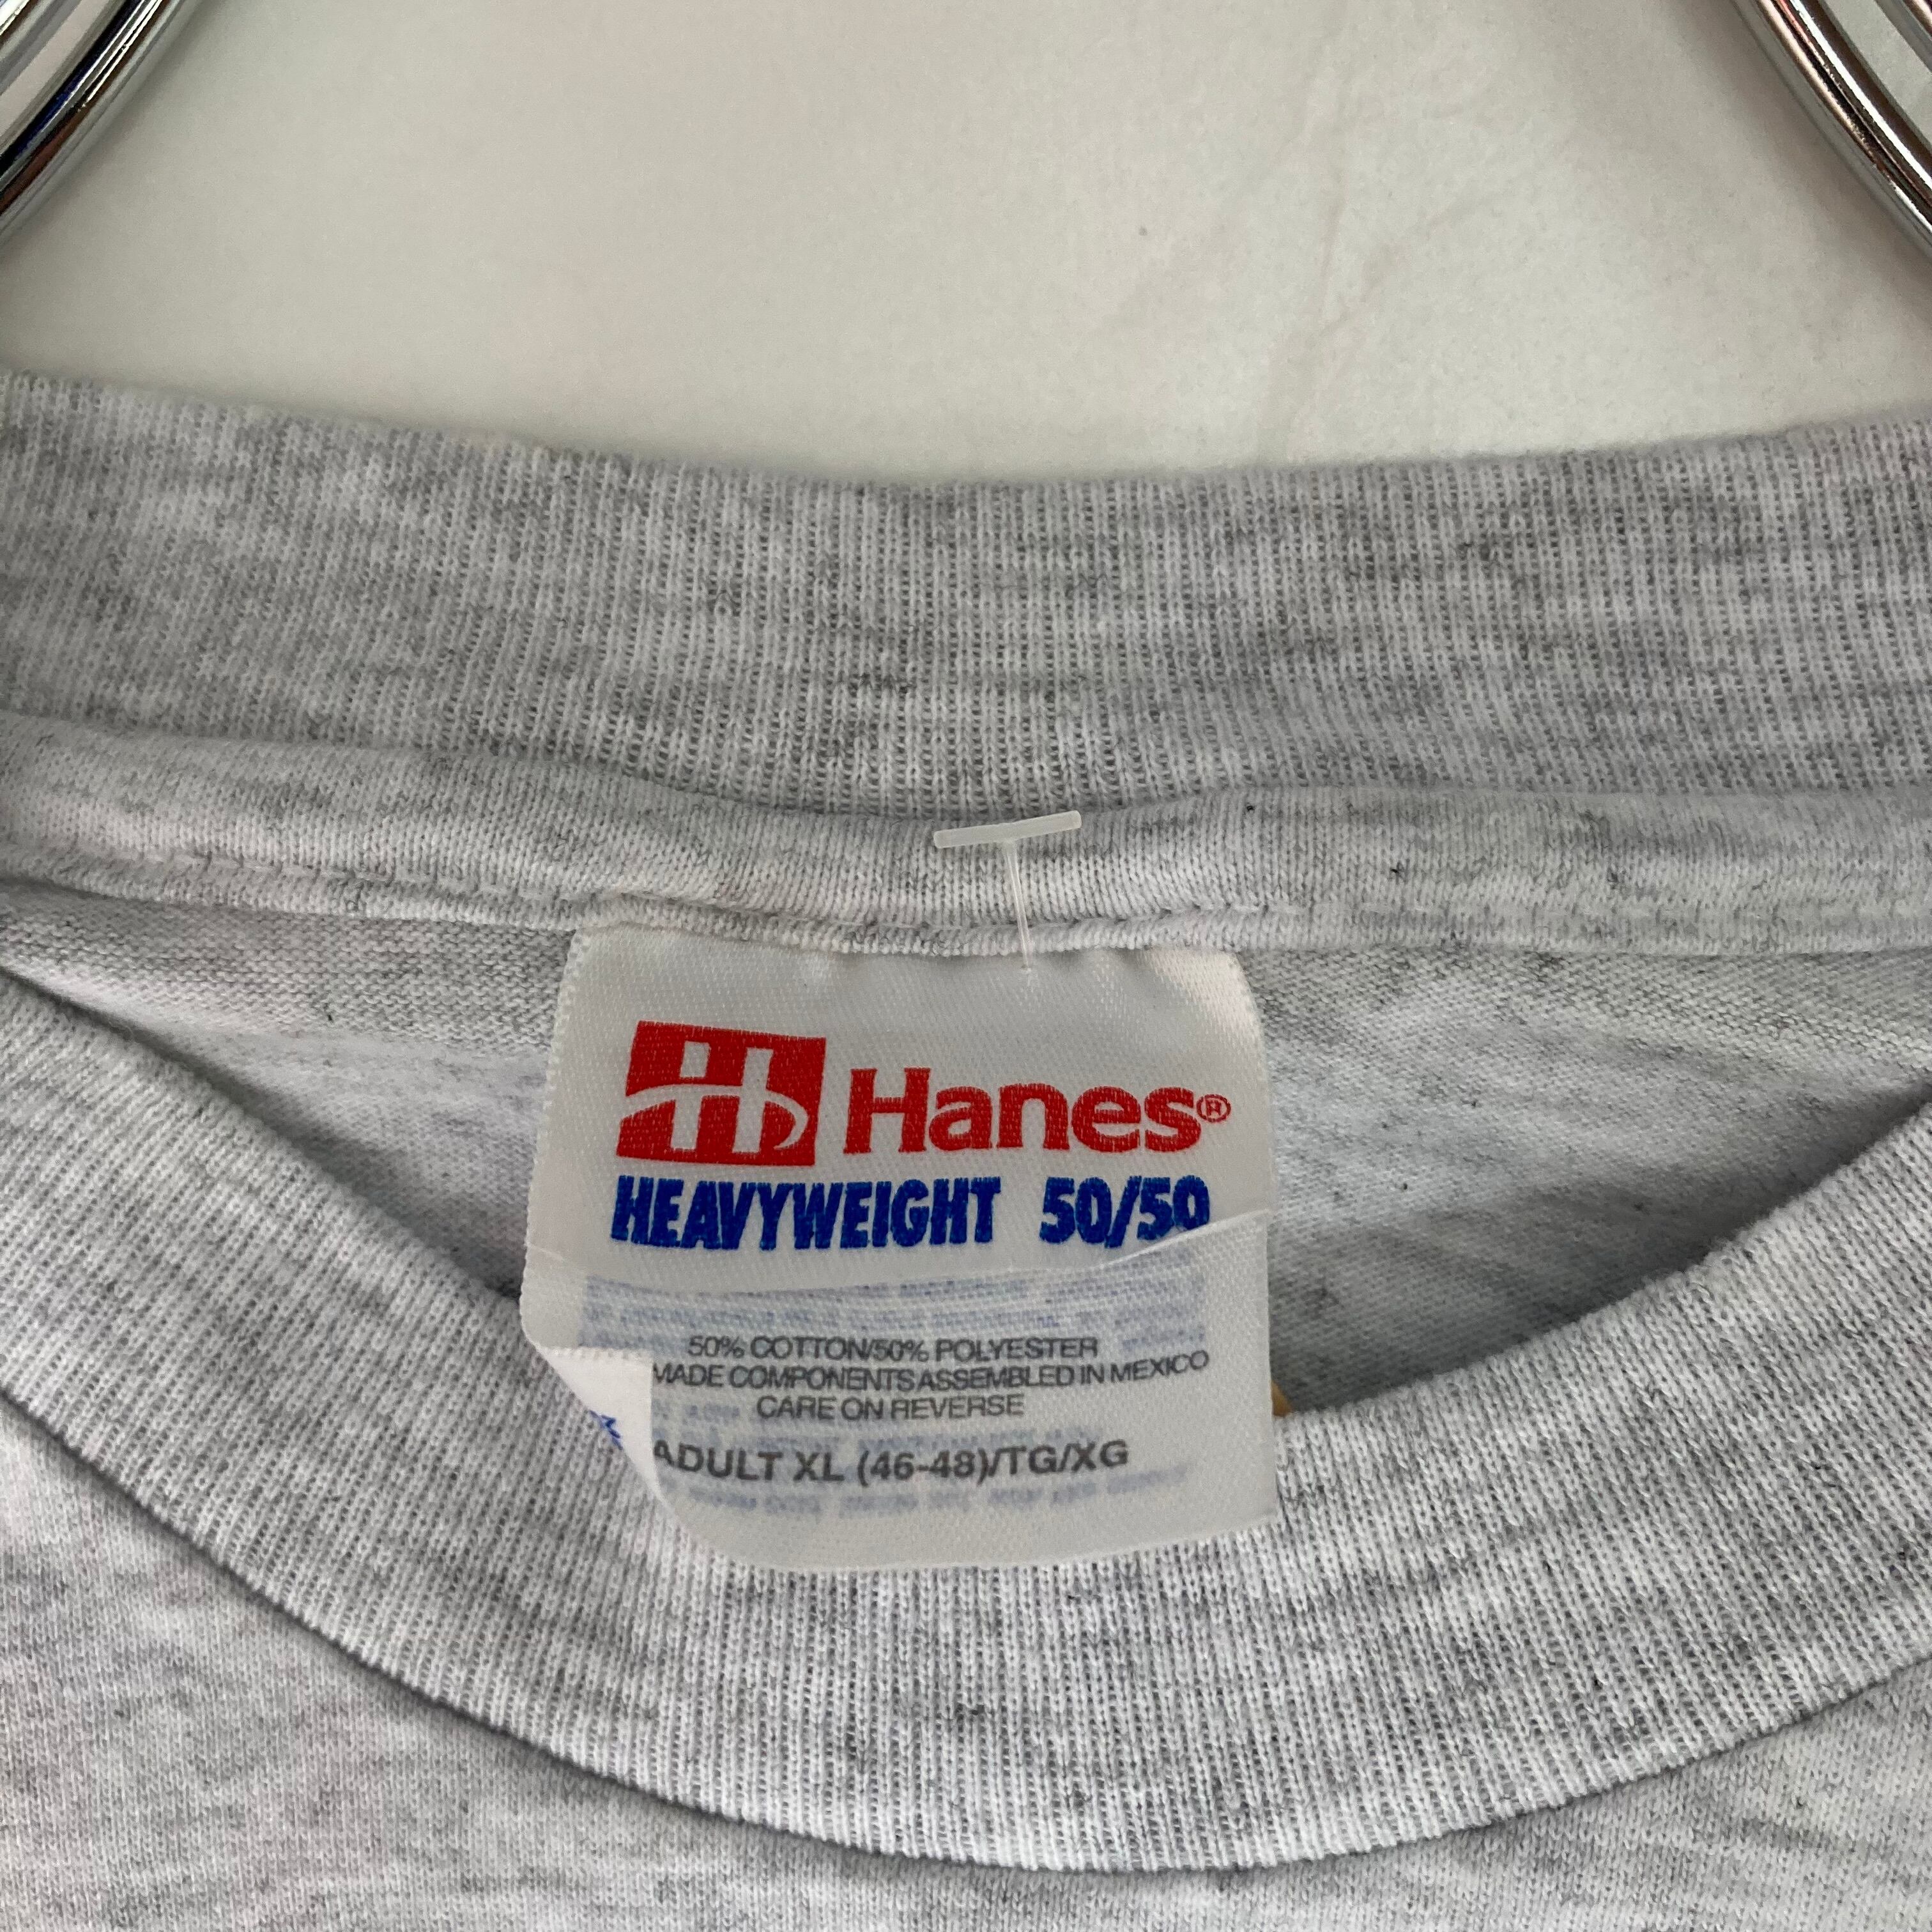 Hanes®
HEAVYWEIGHT 50/50
50% COTTON/50% POLYESTER
MADE COMPONENTS ASSEMBLED IN MEXICO
CARE ON REVERSE
ADULT XL (46-48)/TG/XG